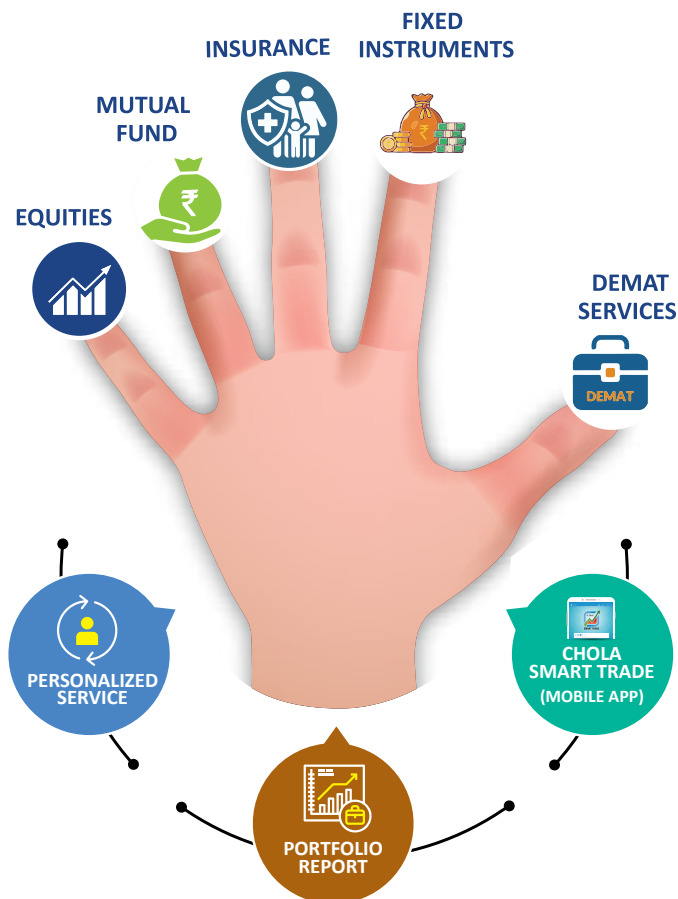 FIXED
INSTRUMENTS
INSURANCE
MUTUAL
FUND
₹
₹
EQUITIES
DEMAT
SERVICES
DEMAT
PERSONALIZED
SERVICE
CHOLA
SMART TRADE
(MOBILE APP)
PORTFOLIO
REPORT